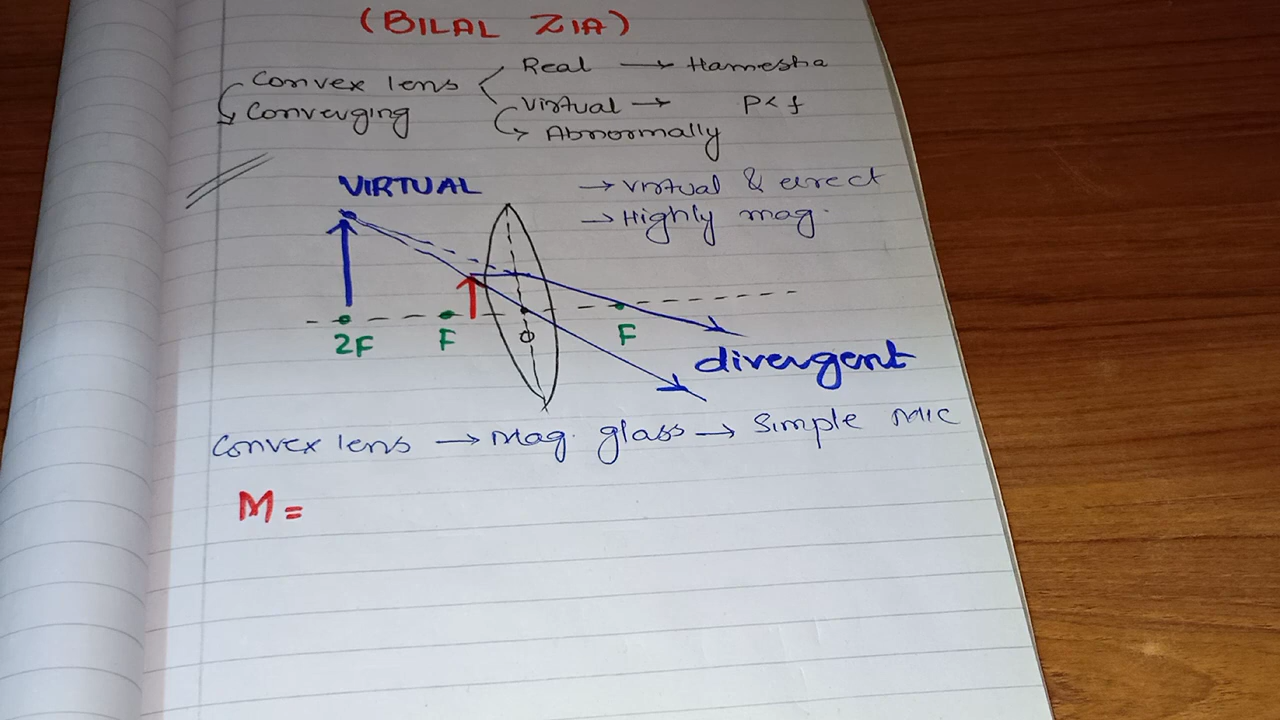 (BILAL ZIA)
Convex lens
Converging
Real → Hamesha
Virtual → P < f
Abnormally
VIRTUAL
→ Virtual & erect
→ Highly mag.
2F F F
divergent
Convex lens → Mag. glass → Simple mic
M =